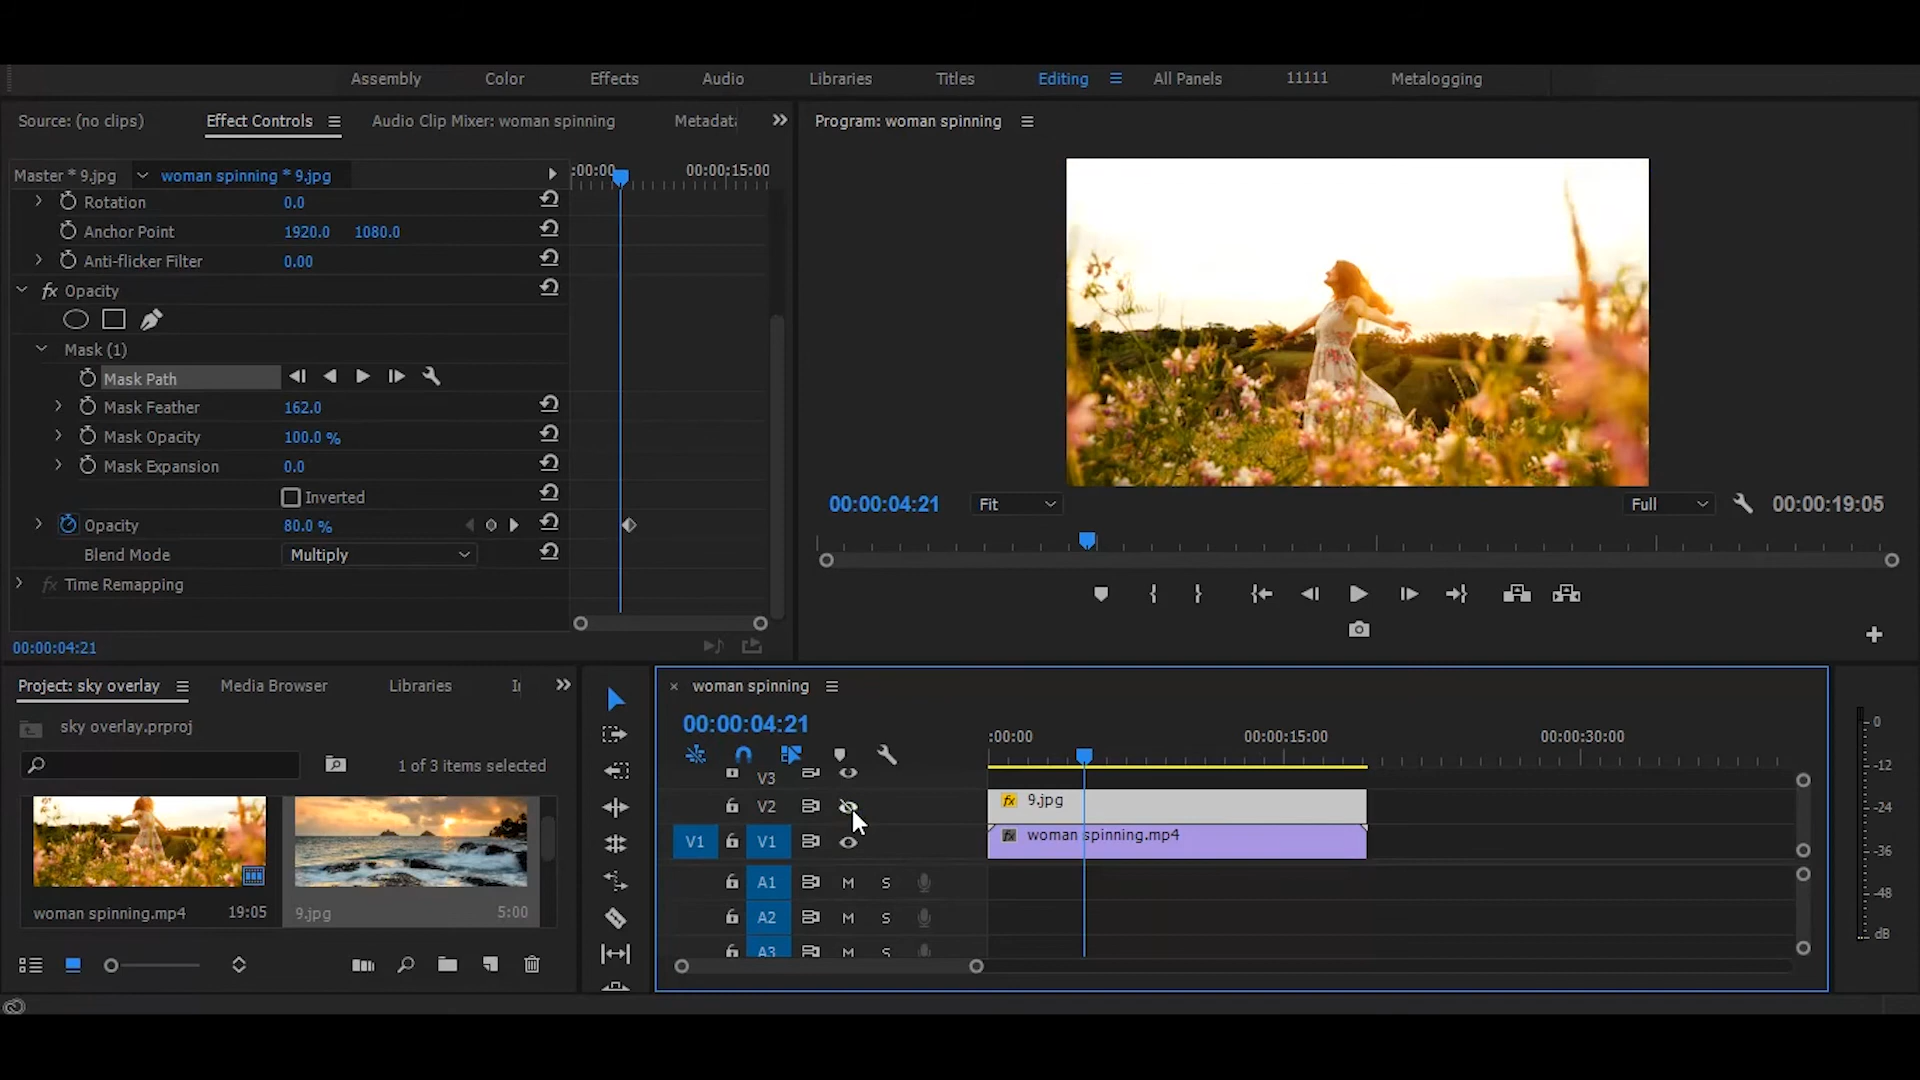 Assembly Color Effects Audio Libraries Titles Editing All Panels 11111 Metalogging
Source: (no clips) Effect Controls Audio Clip Mixer: woman spinning Metadata
Master * 9.jpg woman spinning * 9.jpg
:00:00 00:00:15:00
Rotation 0.0
Anchor Point 1920.0 1080.0
Anti-flicker Filter 0.00
fx Opacity
Mask (1)
Mask Path
Mask Feather 162.0
Mask Opacity 100.0 %
Mask Expansion 0.0
Inverted
Opacity 80.0 %
Blend Mode Multiply
fx Time Remapping
00:00:04:21
Program: woman spinning
00:00:04:21 Fit Full 00:00:19:05
Project: sky overlay Media Browser Libraries
sky overlay.prproj
1 of 3 items selected
woman spinning.mp4 19:05
9.jpg 5:00
woman spinning
00:00:04:21
:00:00 00:00:15:00 00:00:30:00
V3
V2
fx 9.jpg
V1 V1
fx woman spinning.mp4
A1 M S
A2 M S
A3 M S
0
-12
-24
-36
-48
dB